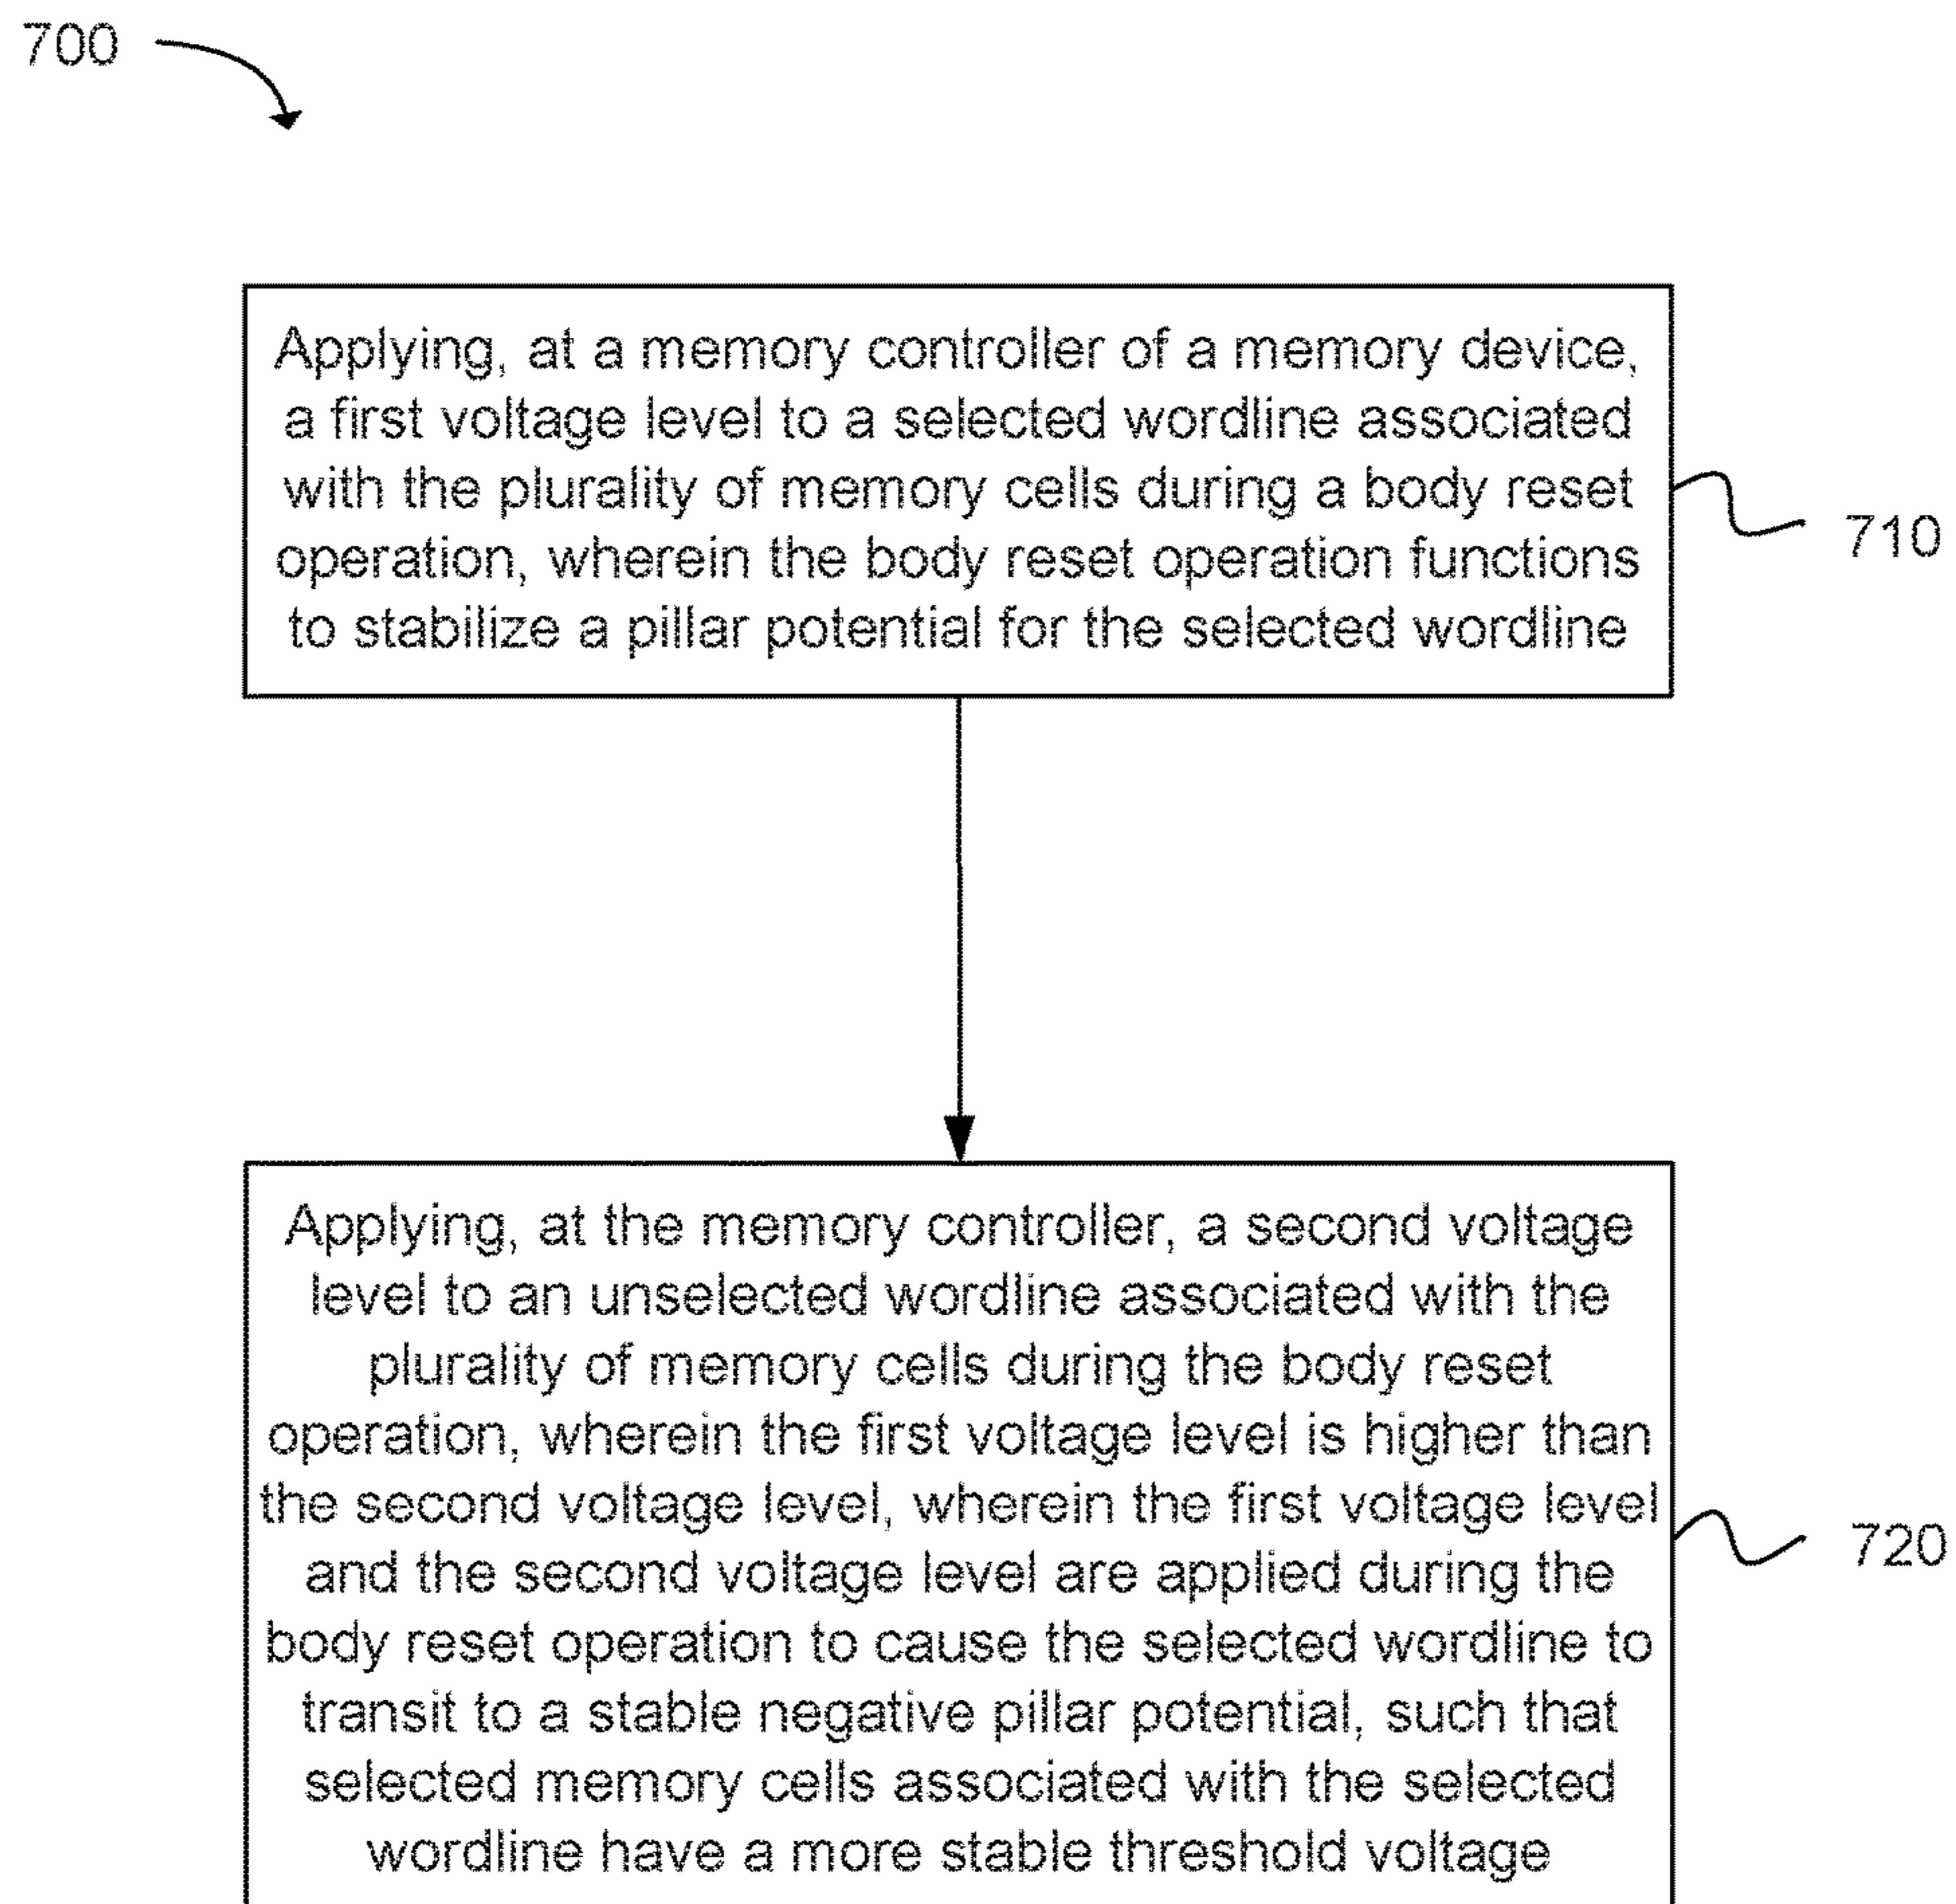 700
Applying, at a memory controller of a memory device,
a first voltage level to a selected wordline associated
with the plurality of memory cells during a body reset
operation, wherein the body reset operation functions
to stabilize a pillar potential for the selected wordline
710
Applying, at the memory controller, a second voltage
level to an unselected wordline associated with the
plurality of memory cells during the body reset
operation, wherein the first voltage level is higher than
the second voltage level, wherein the first voltage level
and the second voltage level are applied during the
body reset operation to cause the selected wordline to
transit to a stable negative pillar potential, such that
selected memory cells associated with the selected
wordline have a more stable threshold voltage
720